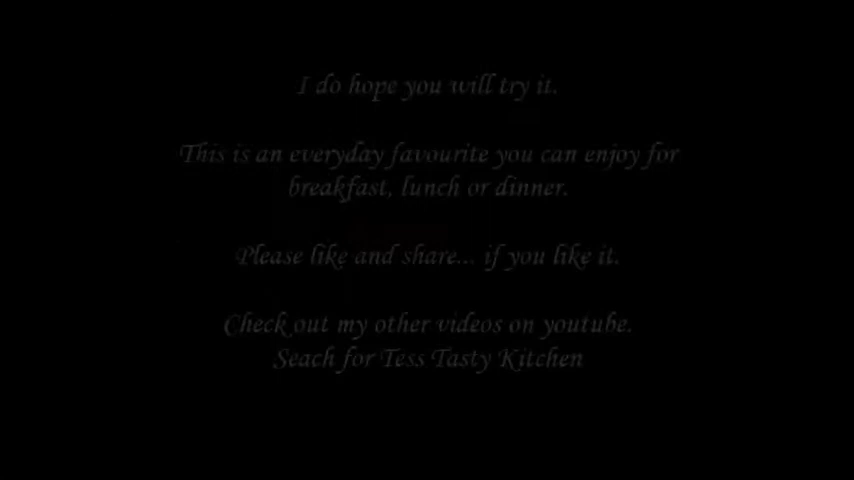 I do hope you will try it.
This is an everyday favourite you can enjoy for
breakfast, lunch or dinner.
Please like and share... if you like it.
Check out my other videos on youtube.
Seach for Tess Tasty Kitchen